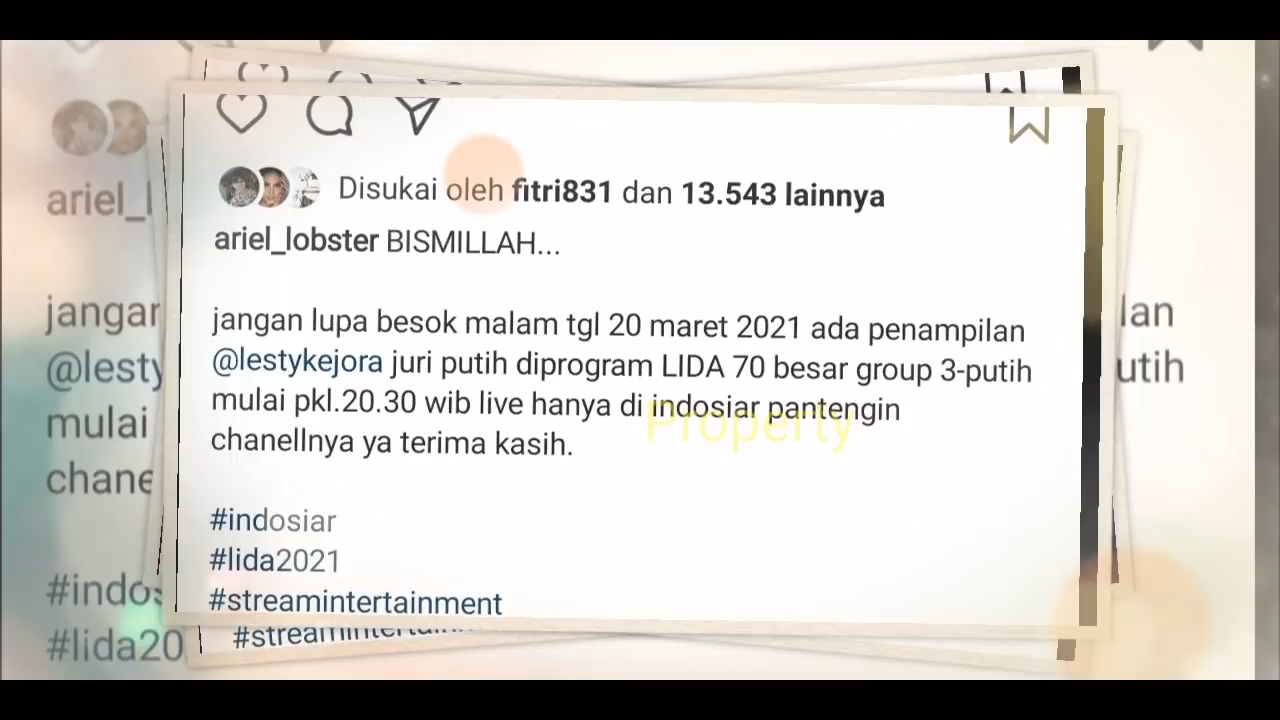 Disukai oleh fitri831 dan 13.543 lainnya
ariel_lobster BISMILLAH...
jangan lupa besok malam tgl 20 maret 2021 ada penampilan
@lestykejora juri putih diprogram LIDA 70 besar group 3-putih
mulai pkl.20.30 wib live hanya di indosiar pantengin
chanellnya ya terima kasih.
Property
#indosiar
#lida2021
#streamintertainment